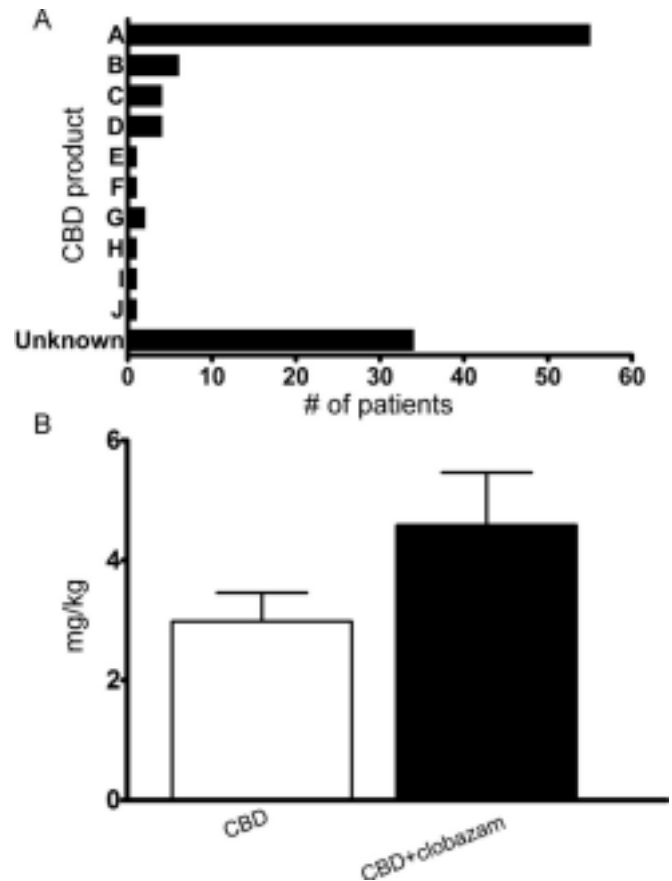 A
CBD product
A
B
C
D
E
F
G
H
I
J
Unknown
0 10 20 30 40 50 60
# of patients
B
mg/kg
6
4
2
0
CBD
CBD+clobazam